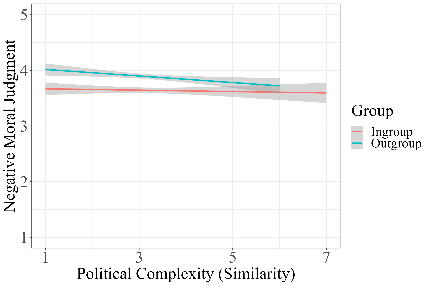 Negative Moral Judgment
5
4
3
2
1
1 3 5 7
Political Complexity (Similarity)
Group
Ingroup
Outgroup